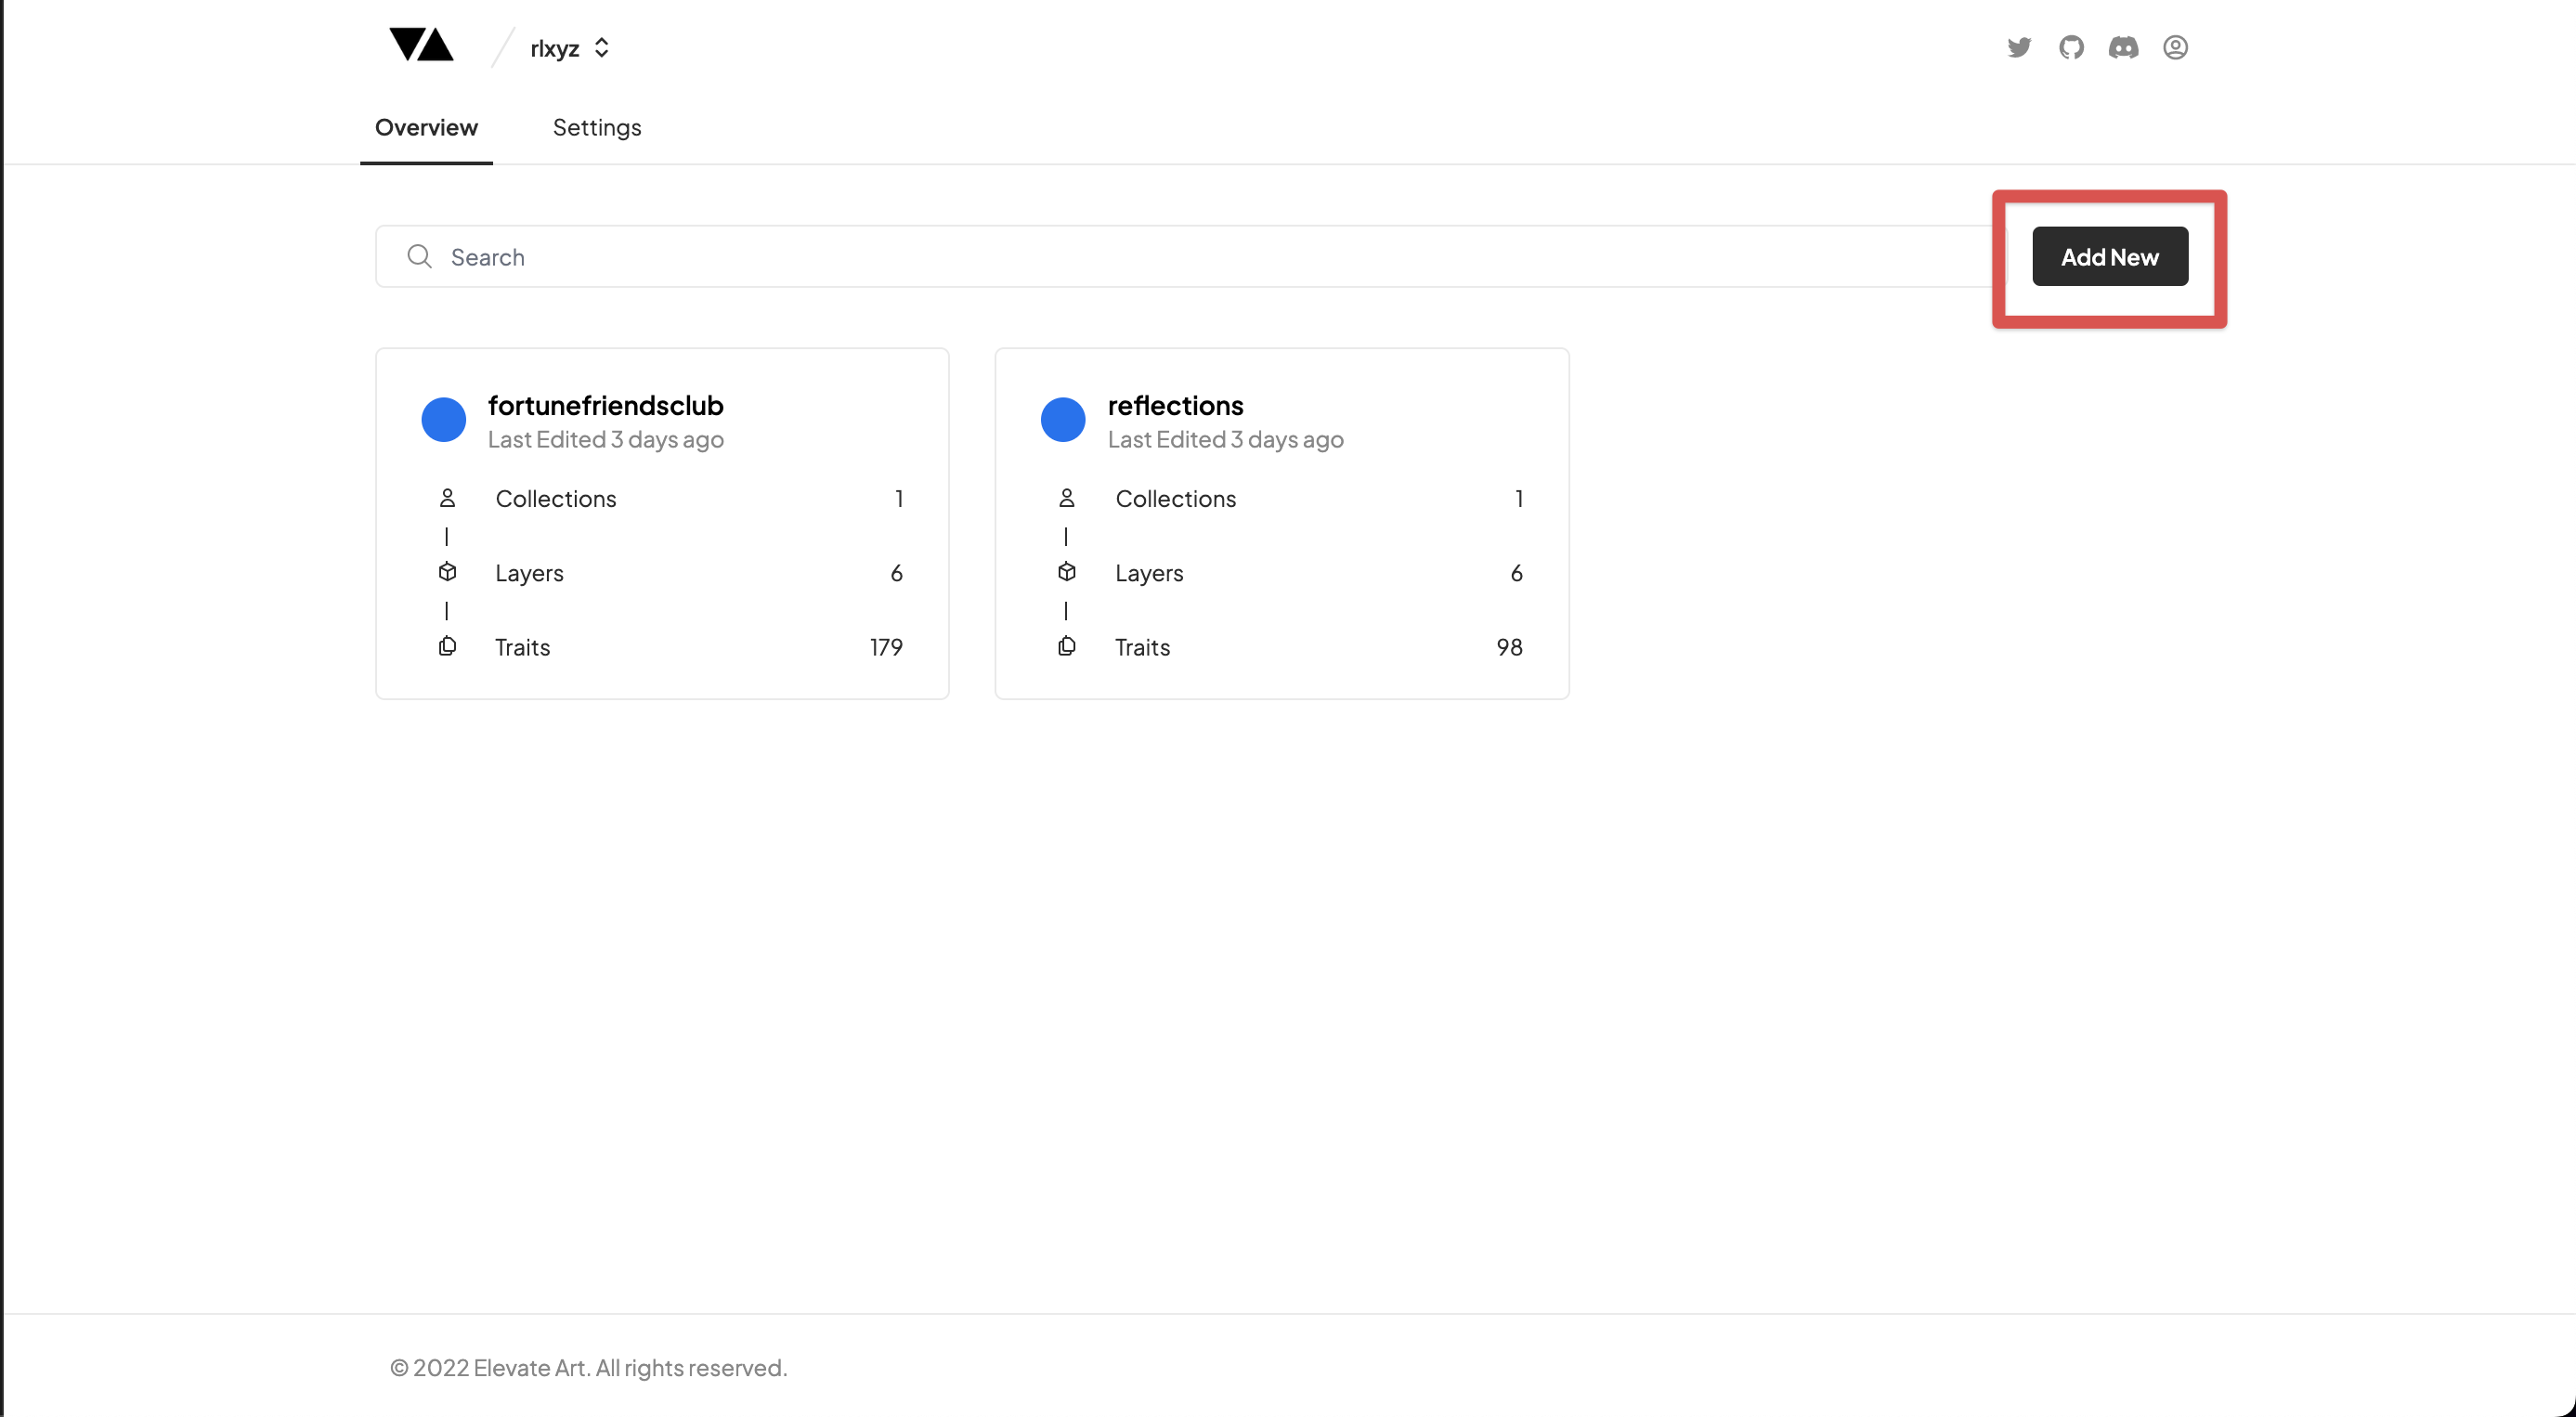 rlxyz
Overview Settings
Search
Add New
fortunefriendsclub
Last Edited 3 days ago
Collections 1
Layers 6
Traits 179
reflections
Last Edited 3 days ago
Collections 1
Layers 6
Traits 98
© 2022 Elevate Art. All rights reserved.